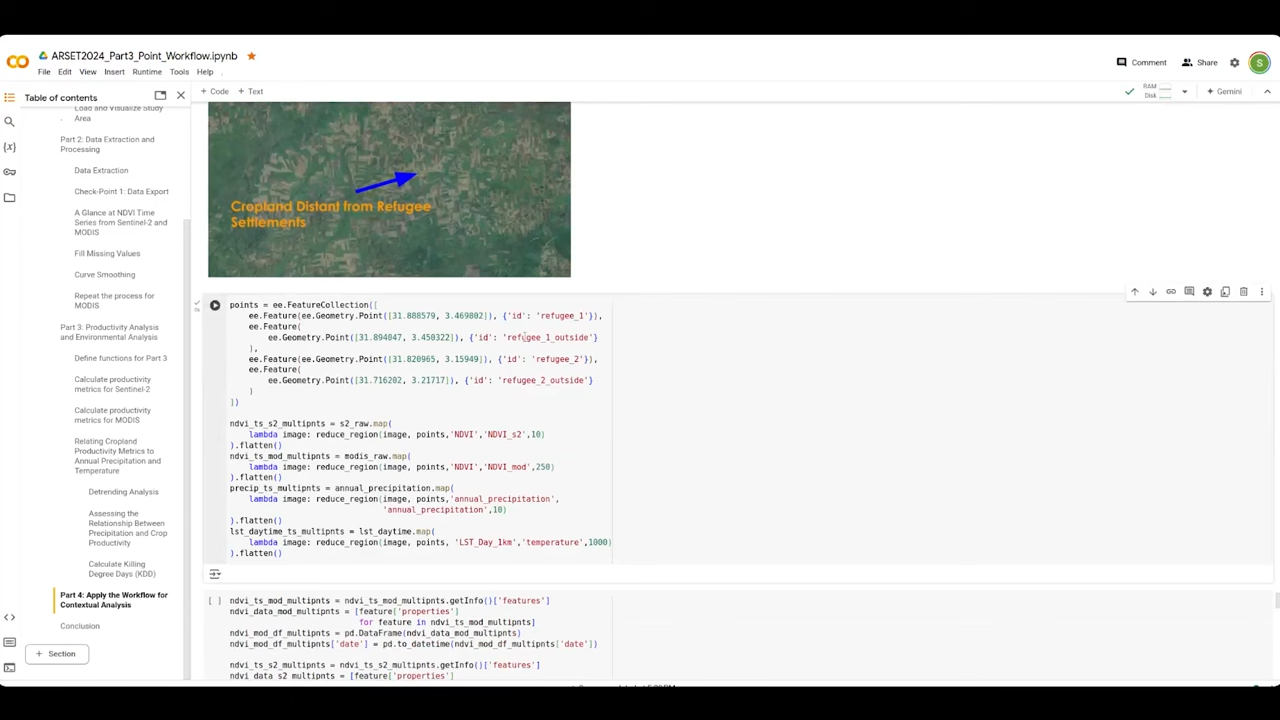 ARSET2024_Part3_Point_Workflow.ipynb
File Edit View Insert Runtime Tools Help
Comment
Share
S
Table of contents
+ Code + Text
RAM
Disk
Gemini
Load and Visualize Study
Area
Part 2: Data Extraction and
Processing
Data Extraction
Check-Point 1: Data Export
A Glance at NDVI Time
Series from Sentinel-2 and
MODIS
Fill Missing Values
Curve Smoothing
Repeat the process for
MODIS
Part 3: Productivity Analysis
and Environmental Analysis
Define functions for Part 3
Calculate productivity
metrics for Sentinel-2
Calculate productivity
metrics for MODIS
Relating Cropland
Productivity Metrics to
Annual Precipitation and
Temperature
Detrending Analysis
Assessing the
Relationship Between
Precipitation and Crop
Productivity
Calculate Killing
Degree Days (KDD)
Part 4: Apply the Workflow for
Contextual Analysis
Conclusion
+ Section
Cropland Distant from Refugee
Settlements
points = ee.FeatureCollection([
ee.Feature(ee.Geometry.Point([31.888579, 3.469802]), {'id': 'refugee_1'}),
ee.Feature(
ee.Geometry.Point([31.894047, 3.450322]), {'id': 'refugee_1_outside'}
),
ee.Feature(ee.Geometry.Point([31.820965, 3.15949]), {'id': 'refugee_2'}),
ee.Feature(
ee.Geometry.Point([31.716202, 3.21717]), {'id': 'refugee_2_outside'}
)
])
ndvi_ts_s2_multipnts = s2_raw.map(
lambda image: reduce_region(image, points,'NDVI','NDVI_s2',10)
).flatten()
ndvi_ts_mod_multipnts = modis_raw.map(
lambda image: reduce_region(image, points,'NDVI','NDVI_mod',250)
).flatten()
precip_ts_multipnts = annual_precipitation.map(
lambda image: reduce_region(image, points,'annual_precipitation',
'annual_precipitation',10)
).flatten()
lst_daytime_ts_multipnts = lst_daytime.map(
lambda image: reduce_region(image, points, 'LST_Day_1km','temperature',1000)
).flatten()
[ ] ndvi_ts_mod_multipnts = ndvi_ts_mod_multipnts.getInfo()['features']
ndvi_data_mod_multipnts = [feature['properties']
for feature in ndvi_ts_mod_multipnts]
ndvi_mod_df_multipnts = pd.DataFrame(ndvi_data_mod_multipnts)
ndvi_mod_df_multipnts['date'] = pd.to_datetime(ndvi_mod_df_multipnts['date'])
ndvi_ts_s2_multipnts = ndvi_ts_s2_multipnts.getInfo()['features']
ndvi_data_s2_multipnts = [feature['properties']